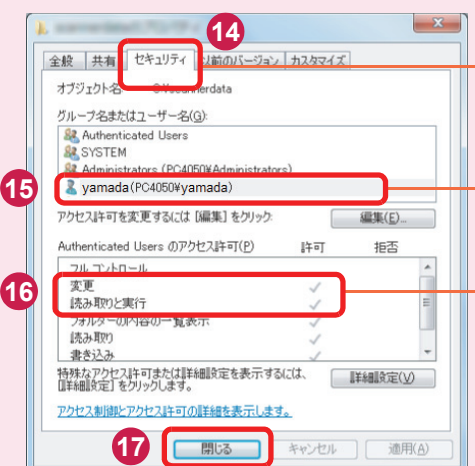 14
全般 共有 セキュリティ 以前のバージョン カスタマイズ
オブジェクト名: C:¥scannerdata
グループ名またはユーザー名(G):
Authenticated Users
SYSTEM
Administrators (PC4050¥Administrators)
15
yamada(PC4050¥yamada)
アクセス許可を変更するには [編集] をクリック: 編集(E)...
Authenticated Users のアクセス許可(P) 許可 拒否
フル コントロール
変更
16
読み取りと実行
フォルダーの内容の一覧表示
読み取り
書き込み
特殊なアクセス許可または詳細設定を表示するには、
[詳細設定] をクリックします。 詳細設定(V)
アクセス制御とアクセス許可の詳細を表示します。
17
閉じる キャンセル 適用(A)